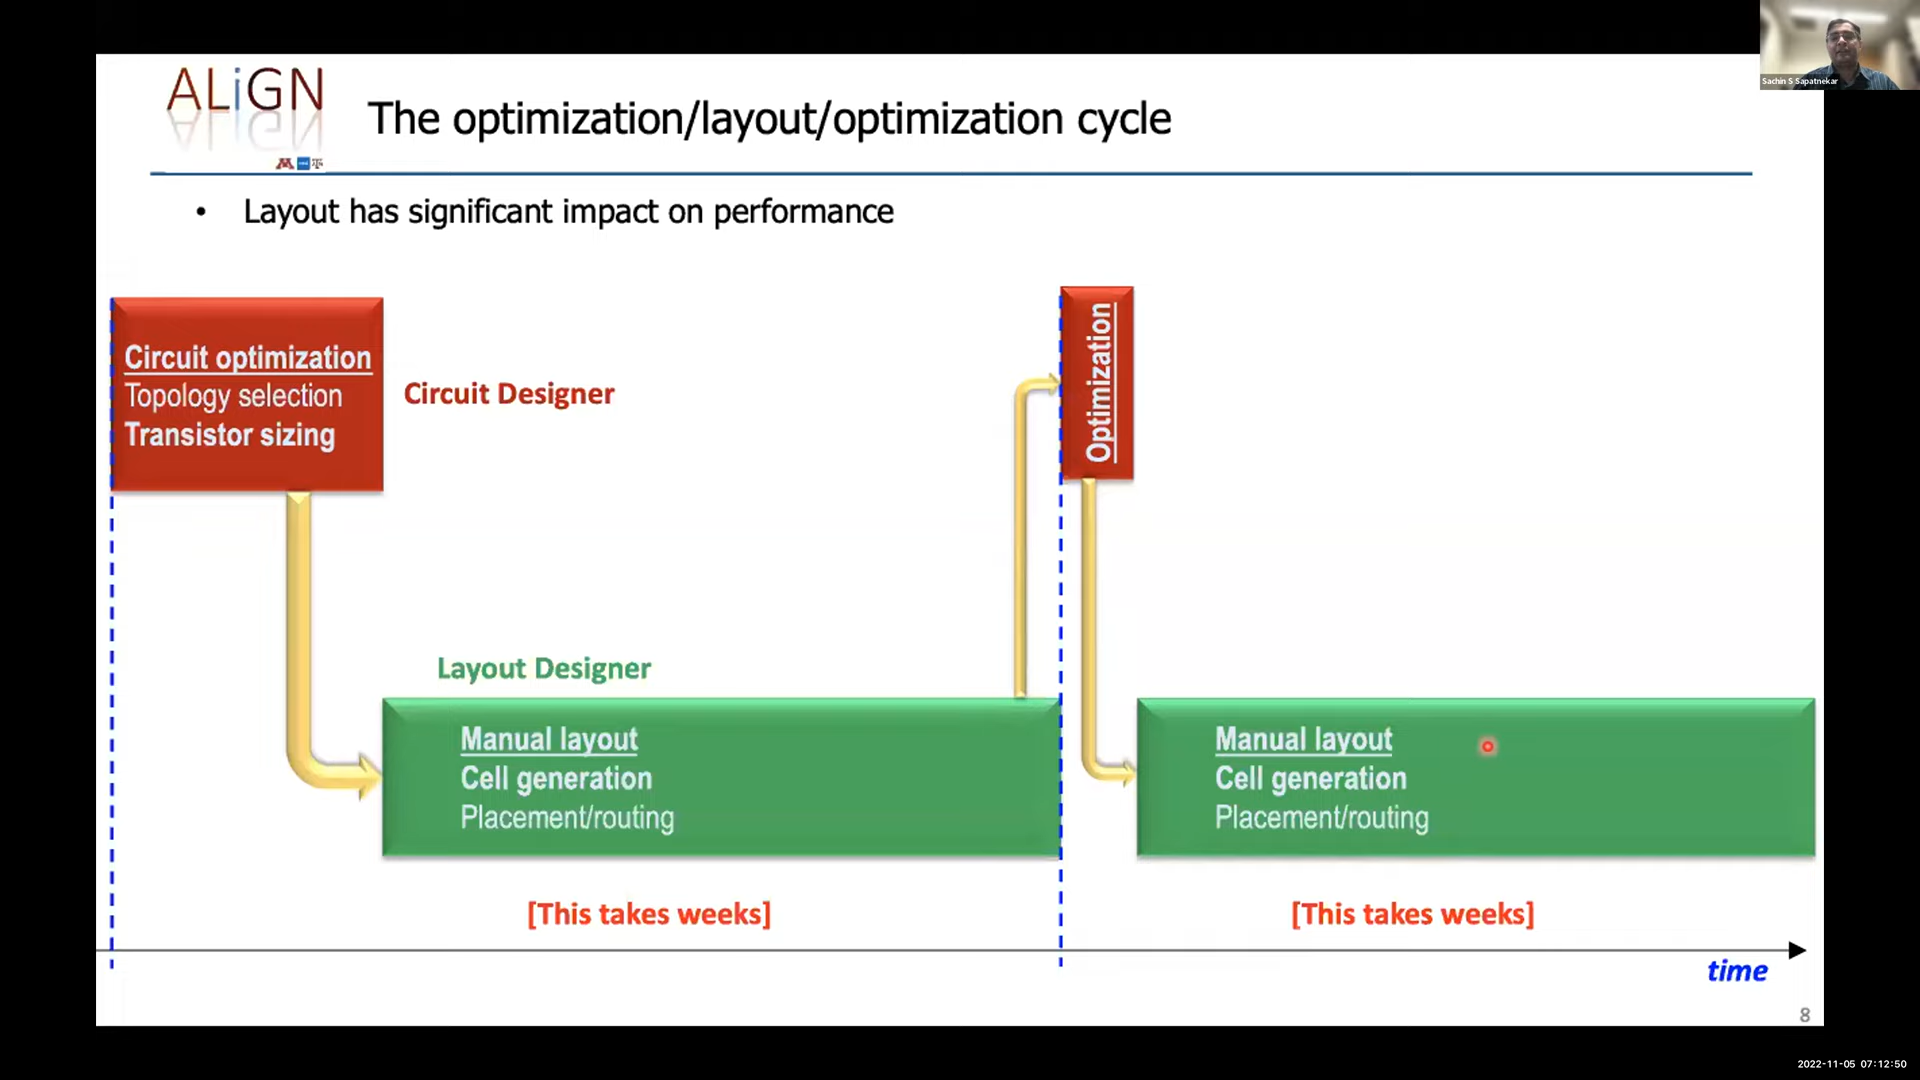 Sachin S Sapatnekar
ALiGN
The optimization/layout/optimization cycle
• Layout has significant impact on performance
Circuit optimization
Topology selection
Transistor sizing
Circuit Designer
Optimization
Layout Designer
Manual layout
Cell generation
Placement/routing
Manual layout
Cell generation
Placement/routing
[This takes weeks]
[This takes weeks]
time
8
2022-11-05 07:12:50